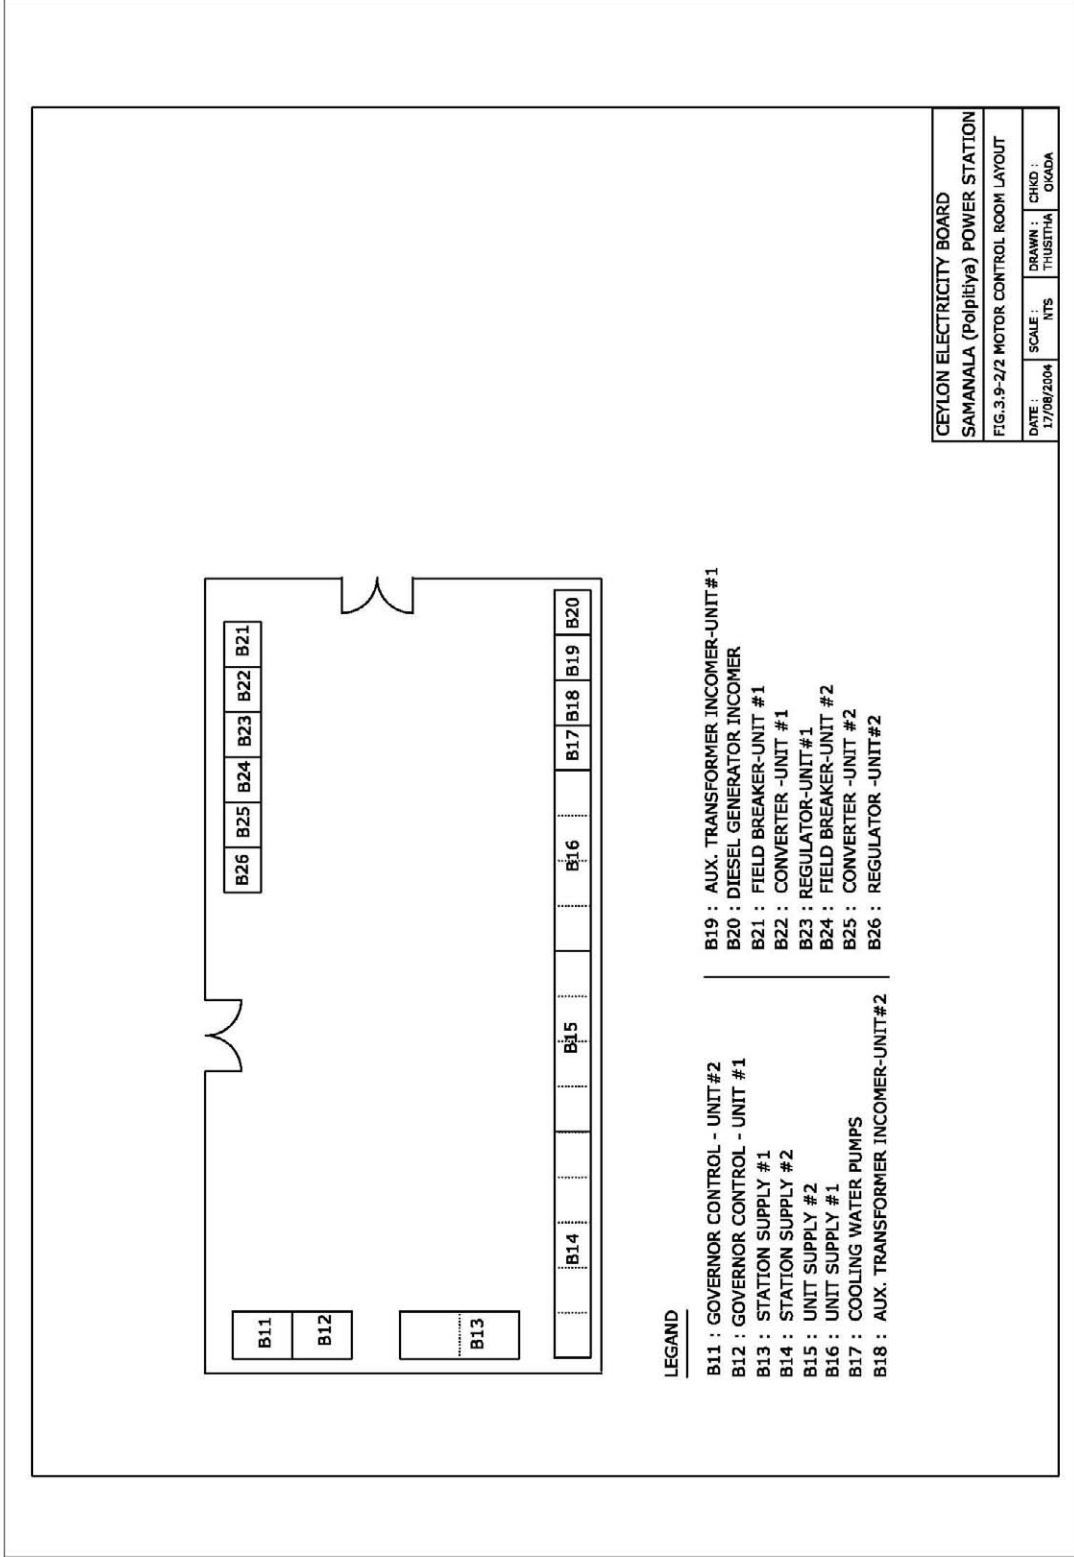 B26 B25 B24 B23 B22 B21
B11
B12
B13
B14 B15 B16 B17 B18 B19 B20
LEGAND
B11 : GOVERNOR CONTROL - UNIT#2
B12 : GOVERNOR CONTROL - UNIT #1
B13 : STATION SUPPLY #1
B14 : STATION SUPPLY #2
B15 : UNIT SUPPLY #2
B16 : UNIT SUPPLY #1
B17 : COOLING WATER PUMPS
B18 : AUX. TRANSFORMER INCOMER-UNIT#2
B19 : AUX. TRANSFORMER INCOMER-UNIT#1
B20 : DIESEL GENERATOR INCOMER
B21 : FIELD BREAKER-UNIT #1
B22 : CONVERTER -UNIT #1
B23 : REGULATOR-UNIT#1
B24 : FIELD BREAKER-UNIT #2
B25 : CONVERTER -UNIT #2
B26 : REGULATOR -UNIT#2
CEYLON ELECTRICITY BOARD
SAMANALA (Polpitiya) POWER STATION
FIG.3.9-2/2 MOTOR CONTROL ROOM LAYOUT
DATE : SCALE : DRAWN : CHKD :
17/08/2004 NTS THUSITHA OKADA